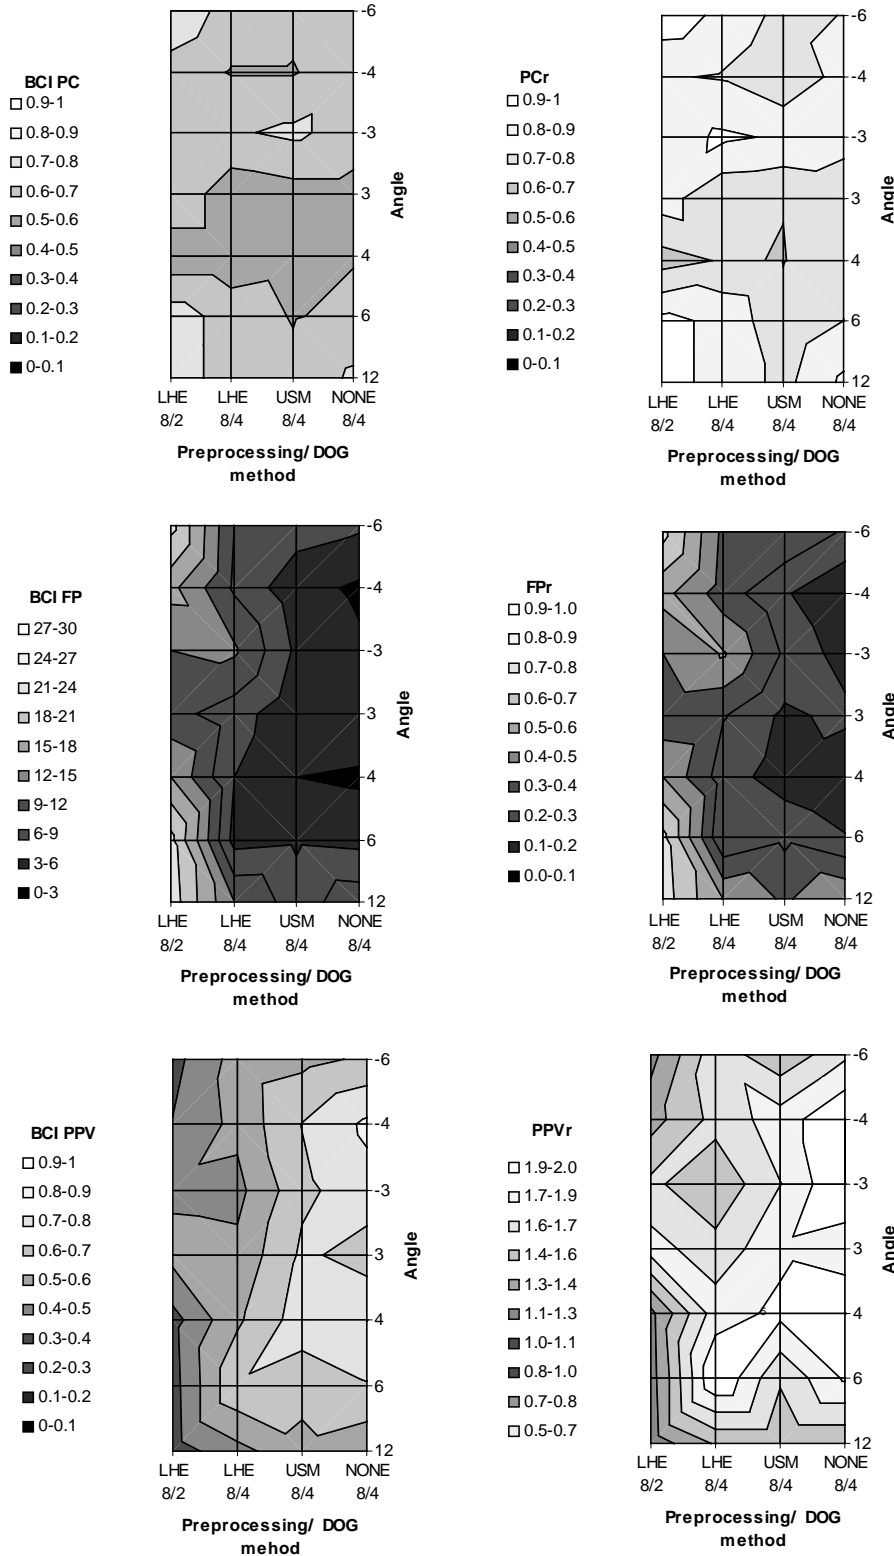 BCI PC
0.9-1
0.8-9
0.7-0.8
0.6-0.7
0.5-0.6
0.4-0.5
0.3-0.4
0.2-0.3
0.1-0.2
0-0.1
-6
-4
-3
3
4
6
12
Angle
LHE LHE USM NONE
8/2 8/4 8/4 8/4
Preprocessing/ DOG
method
PCr
0.9-1
0.8-0.9
0.7-0.8
0.6-0.7
0.5-0.6
0.4-0.5
0.3-0.4
0.2-0.3
0.1-0.2
0-0.1
-6
-4
-3
3
4
6
12
Angle
LHE LHE USM NONE
8/2 8/4 8/4 8/4
Preprocessing/ DOG
method
BCI FP
27-30
24-27
21-24
18-21
15-18
12-15
9-12
6-9
3-6
0-3
-6
-4
-3
3
4
6
12
Angle
LHE LHE USM NONE
8/2 8/4 8/4 8/4
Preprocessing/ DOG
method
FPr
0.9-1.0
0.8-0.9
0.7-0.8
0.6-0.7
0.5-0.6
0.4-0.5
0.3-0.4
0.2-0.3
0.1-0.2
0.0-0.1
-6
-4
-3
3
4
6
12
Angle
LHE LHE USM NONE
8/2 8/4 8/4 8/4
Preprocessing/ DOG
method
BCI PPV
0.9-1
0.8-0.9
0.7-0.8
0.6-0.7
0.5-0.6
0.4-0.5
0.3-0.4
0.2-0.3
0.1-0.2
0-0.1
-6
-4
-3
3
4
6
12
Angle
LHE LHE USM NONE
8/2 8/4 8/4 8/4
Preprocessing/ DOG
mehod
PPVr
1.9-2.0
1.7-1.9
1.6-1.7
1.4-1.6
1.3-1.4
1.1-1.3
1.0-1.1
0.8-1.0
0.7-0.8
0.5-0.7
-6
-4
-3
3
4
6
12
Angle
LHE LHE USM NONE
8/2 8/4 8/4 8/4
Preprocessing/ DOG
method